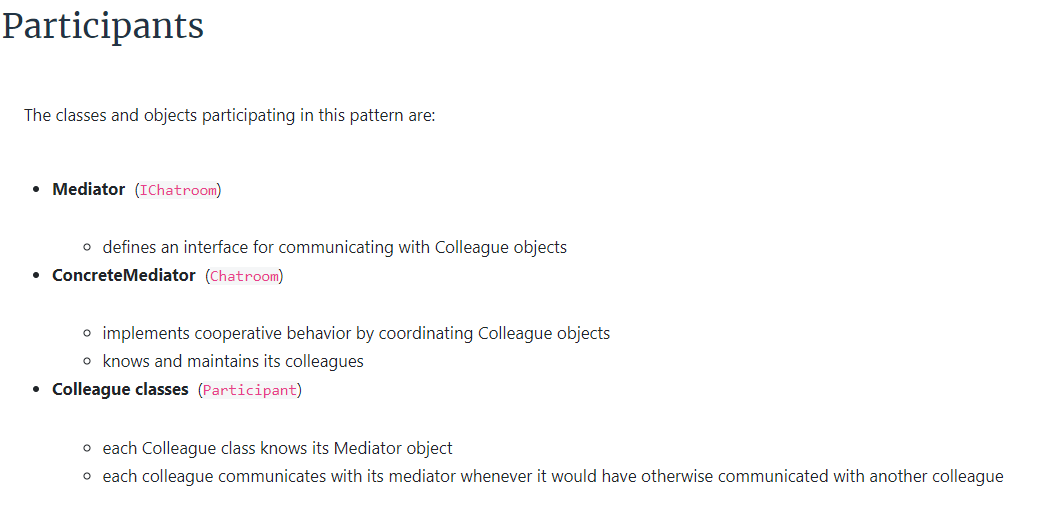 Participants
The classes and objects participating in this pattern are:
• Mediator (IChatroom)
◦ defines an interface for communicating with Colleague objects
• ConcreteMediator (Chatroom)
◦ implements cooperative behavior by coordinating Colleague objects
◦ knows and maintains its colleagues
• Colleague classes (Participant)
◦ each Colleague class knows its Mediator object
◦ each colleague communicates with its mediator whenever it would have otherwise communicated with another colleague